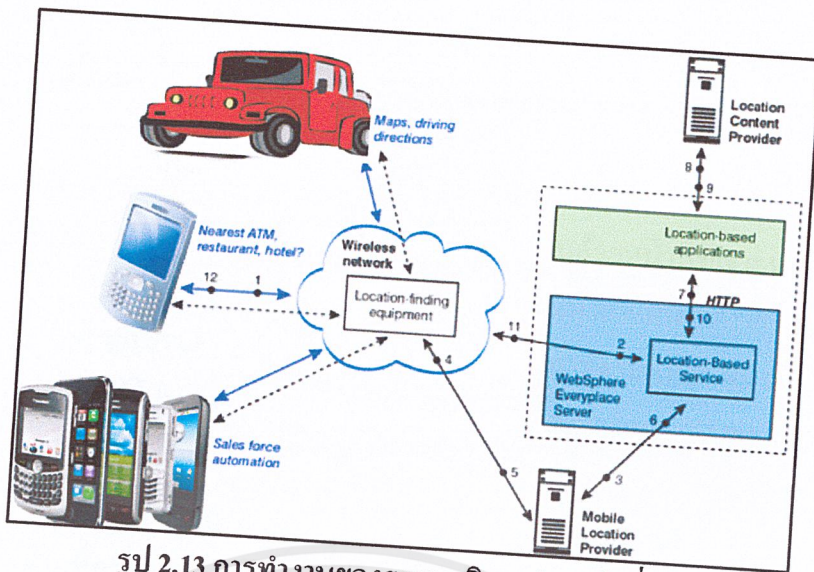 Maps, driving
directions
Location
Content
Provider
8
9
Nearest ATM,
restaurant, hotel?
Wireless
network
Location-based
applications
12
1
Location-finding
equipment
7
HTTP
10
11
2
4
Location-Based
Service
WebSphere
Everyplace
Server
6
Sales force
automation
5
3
Mobile
Location
Provider
รูป 2.13 การทำงานของ